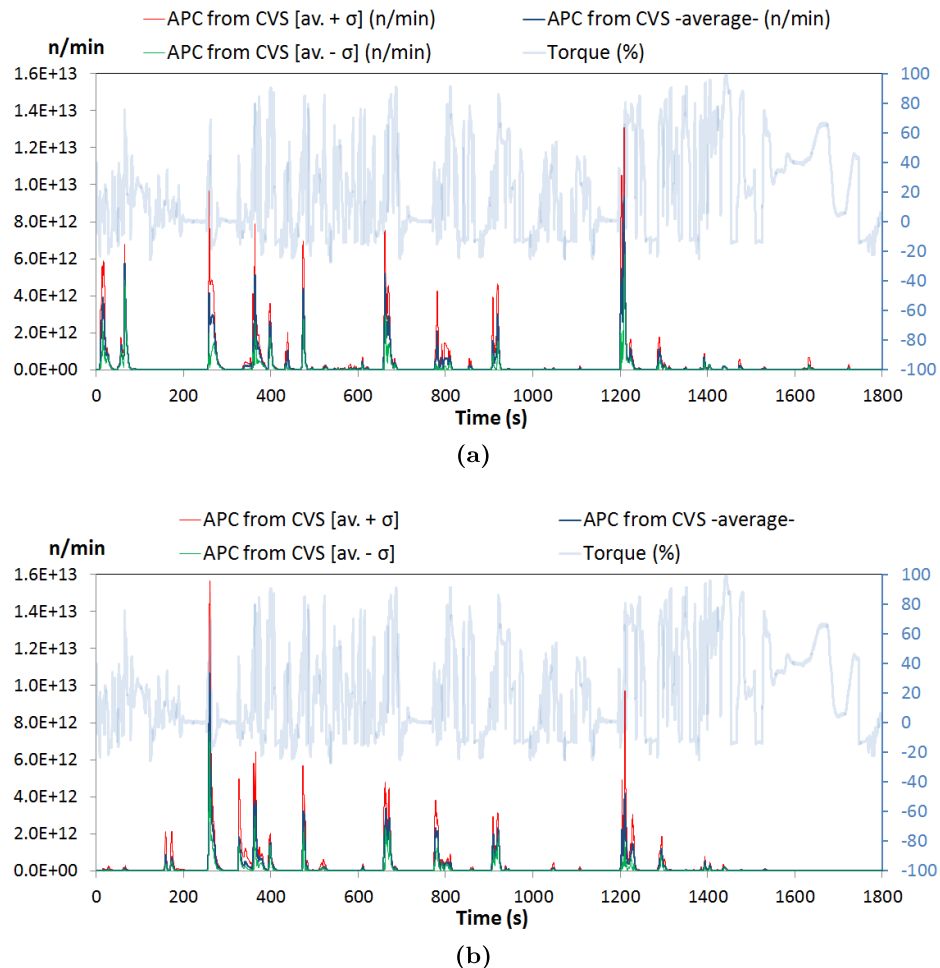 APC from CVS [av. + σ] (n/min) APC from CVS -average- (n/min)
n/min APC from CVS [av. - σ] (n/min) Torque (%)
1.6E+13 100
1.4E+13 80
60
1.2E+13 40
1.0E+13 20
8.0E+12 0
6.0E+12 -20
-40
4.0E+12 -60
2.0E+12 -80
0.0E+00 -100
0 200 400 600 800 1000 1200 1400 1600 1800
Time (s)
(a)
APC from CVS [av. + σ] APC from CVS -average-
n/min APC from CVS [av. - σ] Torque (%)
1.6E+13 100
1.4E+13 80
60
1.2E+13 40
1.0E+13 20
8.0E+12 0
6.0E+12 -20
-40
4.0E+12 -60
2.0E+12 -80
0.0E+00 -100
0 200 400 600 800 1000 1200 1400 1600 1800
Time (s)
(b)